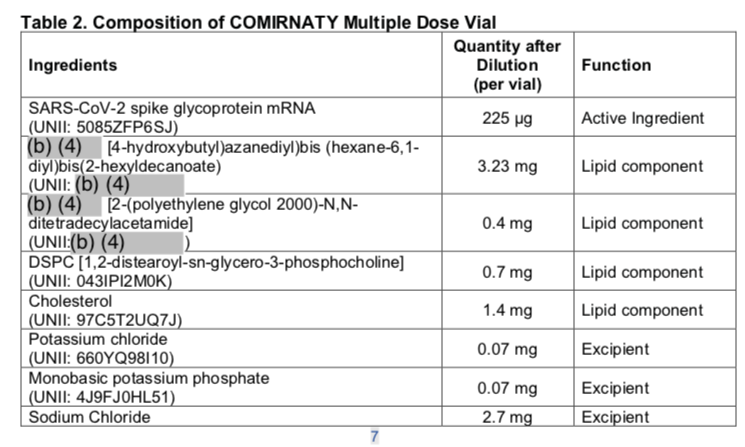 Table 2. Composition of COMIRNATY Multiple Dose Vial
Ingredients
Quantity after
Dilution
(per vial)
Function
SARS-CoV-2 spike glycoprotein mRNA
(UNII: 5085ZFP6SJ)
225 µg
Active Ingredient
(b) (4) [4-hydroxybutyl)azanediyl)bis (hexane-6,1-
diyl)bis(2-hexyldecanoate)
(UNII: (b) (4)
3.23 mg
Lipid component
(b) (4) [2-(polyethylene glycol 2000)-N,N-
ditetradecylacetamide]
(UNII:(b) (4) )
0.4 mg
Lipid component
DSPC [1,2-distearoyl-sn-glycero-3-phosphocholine]
(UNII: 043IPI2M0K)
0.7 mg
Lipid component
Cholesterol
(UNII: 97C5T2UQ7J)
1.4 mg
Lipid component
Potassium chloride
(UNII: 660YQ98I10)
0.07 mg
Excipient
Monobasic potassium phosphate
(UNII: 4J9FJ0HL51)
0.07 mg
Excipient
Sodium Chloride
2.7 mg
Excipient
7